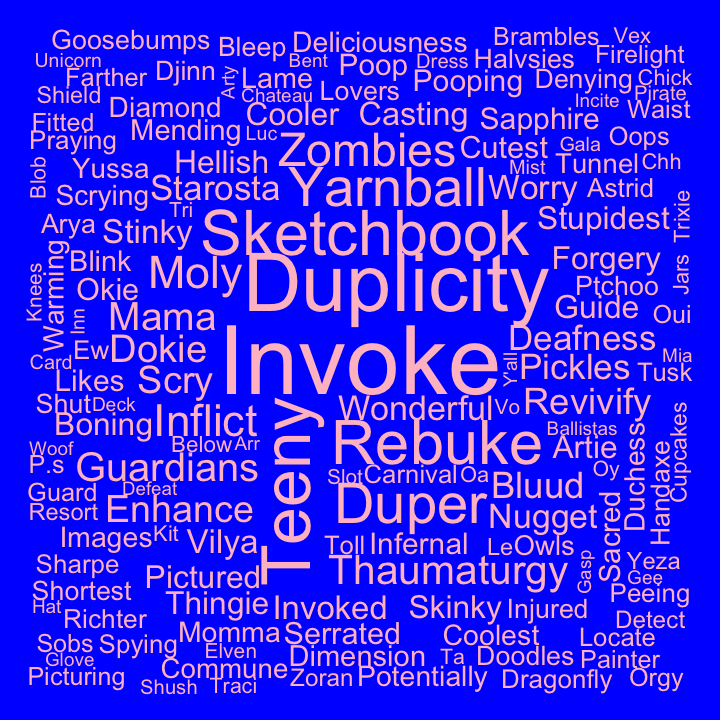 Goosebumps
Bleep
Deliciousness
Brambles
Vex
Unicorn
Farther
Djinn
Arty
Lame
Bent
Poop
Dress
Halvsies
Firelight
Shield
Diamond
Chateau
Lovers
Pooping
Denying
Chick
Pirate
Fitted
Mending
Luc
Cooler
Casting
Sapphire
Incite
Waist
Praying
Hellish
Zombies
Cutest
Gala
Oops
Blob
Yussa
Mist
Tunnel
Chh
Scrying
Starosta
Yarnball
Worry
Astrid
Arya
Tri
Stinky
Sketchbook
Stupidest
Trixie
Knees
Warming
Blink
Moly
Duplicity
Forgery
Jars
Okie
Ptchoo
Inn
Mama
Guide
Oui
Card
Ew
Dokie
Invoke
Deafness
Mia
Likes
Scry
Y'all
Pickles
Tusk
Shut
Deck
Wonderful
Vo
Revivify
Boning
Inflict
Teeny
Rebuke
Ballistas
Woof
Below
Arr
Artie
Duchess
Cupcakes
P.s
Guardians
Slot
Carnival
Oa
Oy
Handaxe
Guard
Defeat
Duper
Bluud
Sacred
Resort
Enhance
Nugget
Images
Kit
Vilya
Toll
Infernal
Le
Owls
Sharpe
Pictured
Thaumaturgy
Gasp
Yeza
Gee
Shortest
Peeing
Hat
Richter
Thingie
Invoked
Skinky
Injured
Detect
Sobs
Spying
Momma
Serrated
Coolest
Locate
Glove
Elven
Dimension
Ta
Doodles
Painter
Picturing
Commune
Zoran
Potentially
Dragonfly
Orgy
Shush
Traci